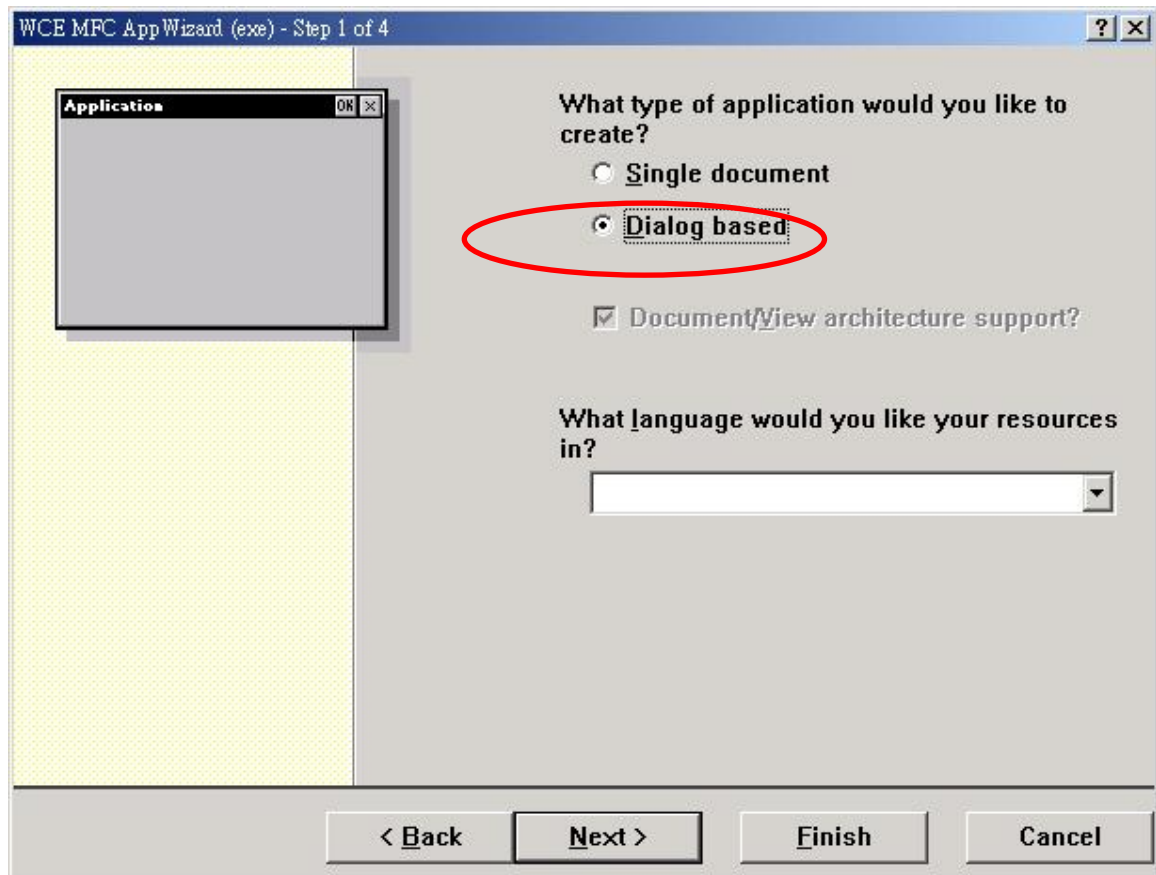 WCE MFC AppWizard (exe) - Step 1 of 4
Application OK
What type of application would you like to
create?
Single document
Dialog based
Document/View architecture support?
What language would you like your resources
in?
< Back
Next >
Finish
Cancel